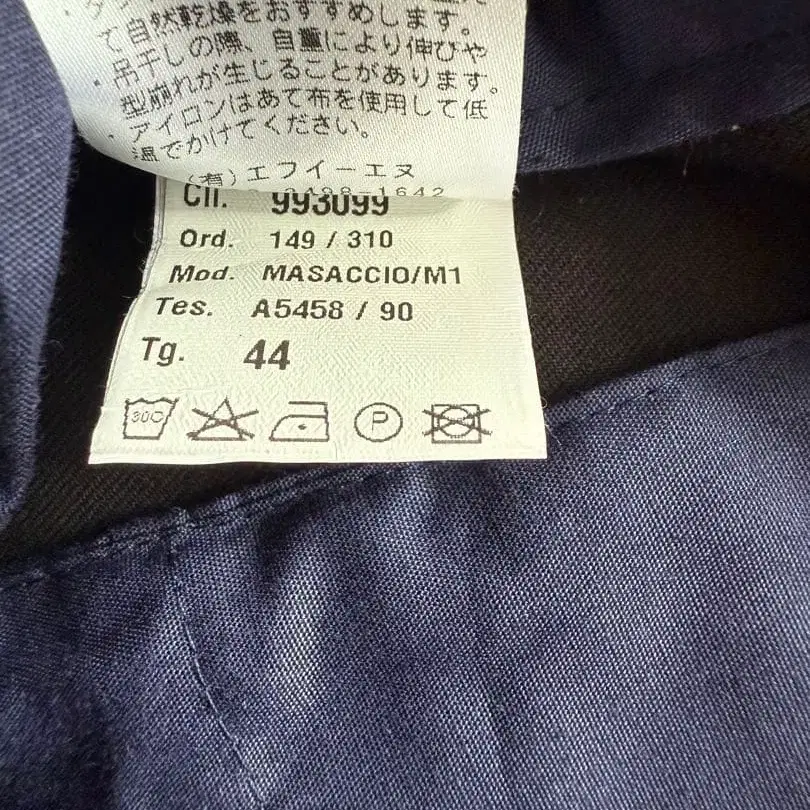 て自然乾燥をおすすめします。
・吊干しの際、自重により伸びや
型崩れが生じることがあります。
・アイロンはあて布を使用して低
温でかけてください。
(有)エフイーエヌ
-1642
993099
Ord. 149 / 310
Mod. MASACCIO/M1
Tes. A5458 / 90
Tg. 44
30C
P